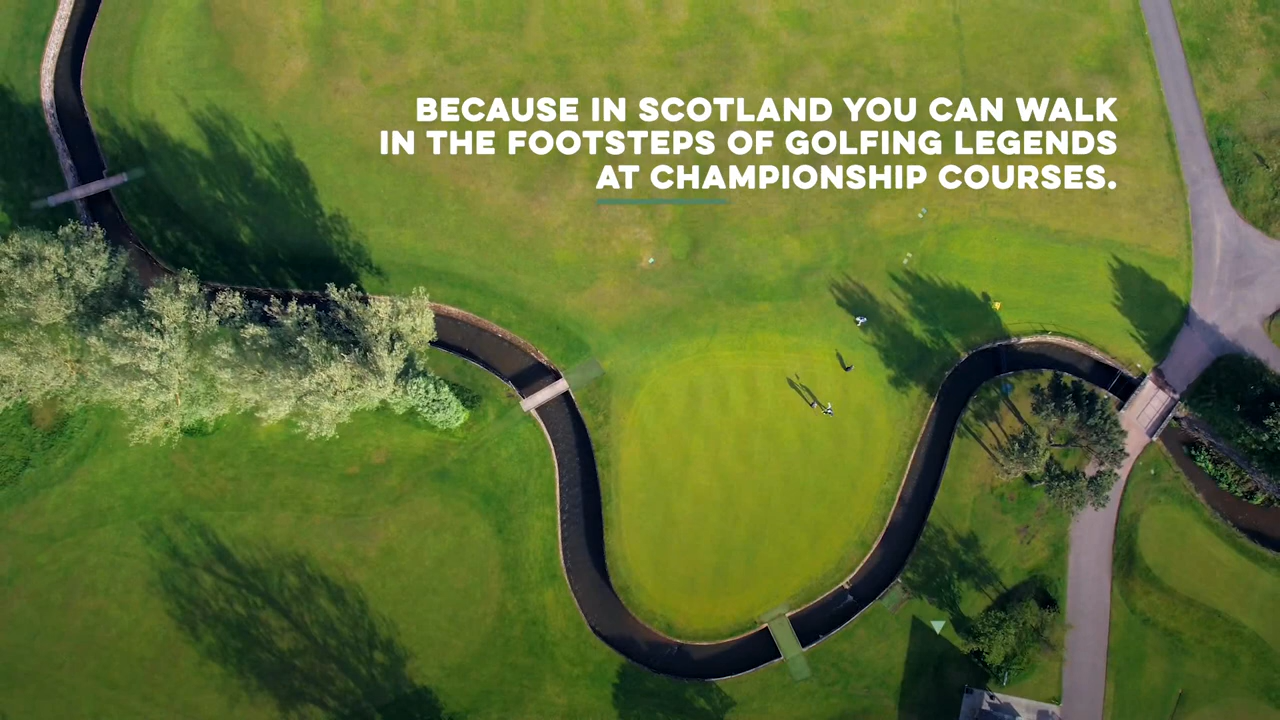 BECAUSE IN SCOTLAND YOU CAN WALK
IN THE FOOTSTEPS OF GOLFING LEGENDS
AT CHAMPIONSHIP COURSES.